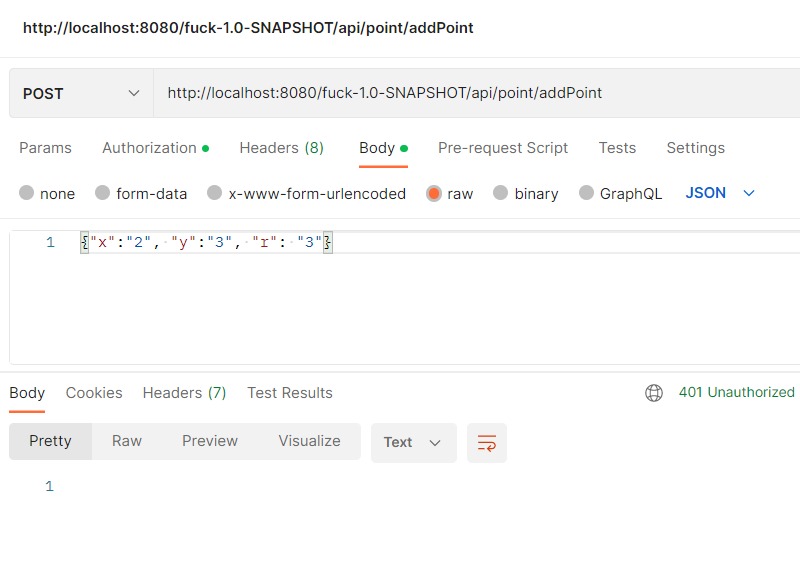 http://localhost:8080/fuck-1.0-SNAPSHOT/api/point/addPoint
POST http://localhost:8080/fuck-1.0-SNAPSHOT/api/point/addPoint
Params Authorization Headers (8) Body Pre-request Script Tests Settings
none form-data x-www-form-urlencoded raw binary GraphQL JSON
1 {"x":"2", "y":"3", "r": "3"}
Body Cookies Headers (7) Test Results 401 Unauthorized
Pretty Raw Preview Visualize Text
1